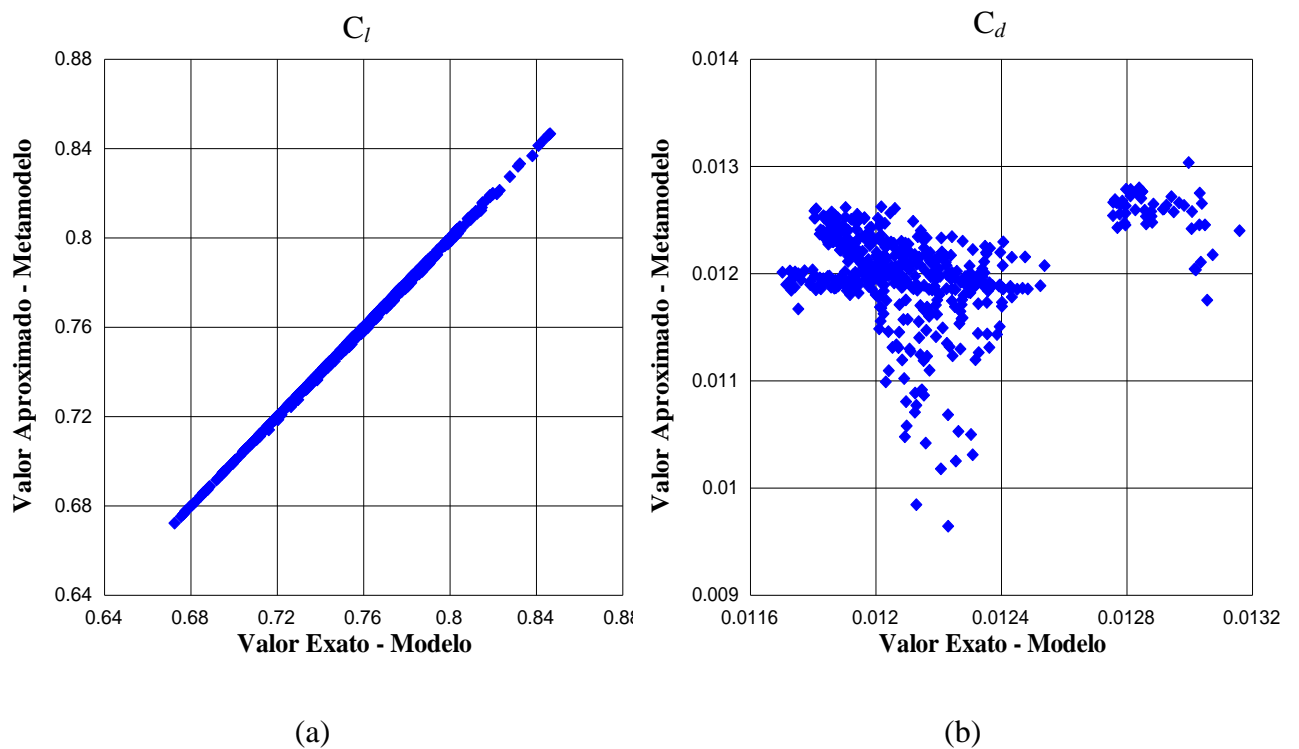 C_l
0.88
0.84
0.8
0.76
0.72
0.68
0.64
Valor Aproximado - Metamodelo
0.64 0.68 0.72 0.76 0.8 0.84 0.88
Valor Exato - Modelo
(a)
C_d
0.014
0.013
0.012
0.011
0.01
0.009
Valor Aproximado - Metamodelo
0.0116 0.012 0.0124 0.0128 0.0132
Valor Exato - Modelo
(b)